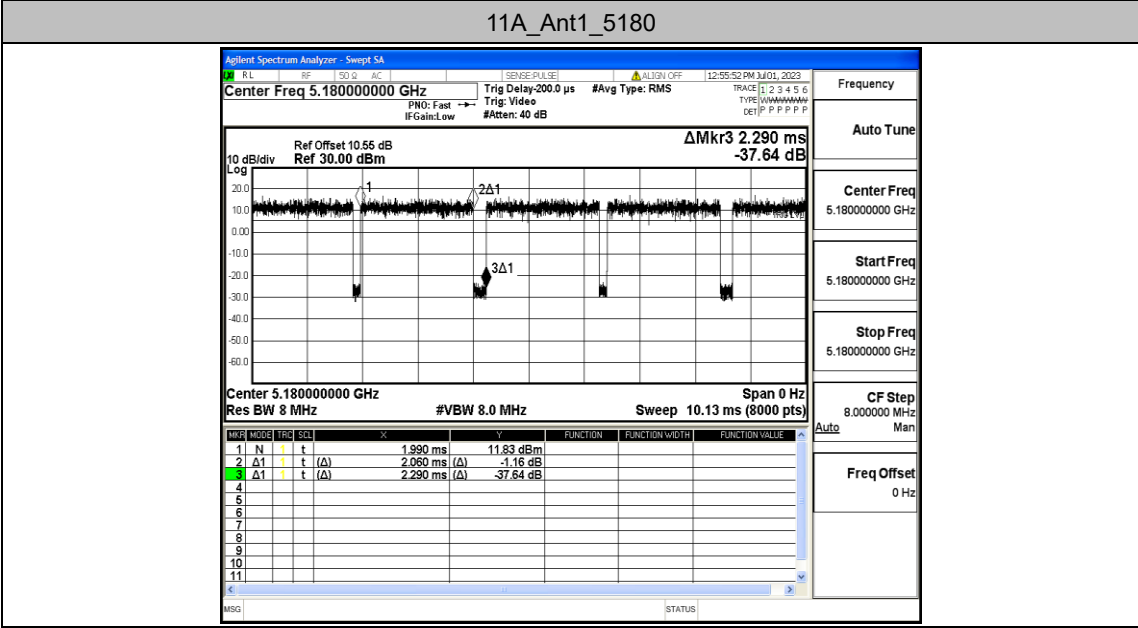 11A_Ant1_5180
Agilent Spectrum Analyzer - Swept SA
RL RF 50 Ω AC SENSE:PULSE ALIGN OFF 12:55:52 PM Jul 01, 2023
Center Freq 5.180000000 GHz
Trig Delay-200.0 µs #Avg Type: RMS
PNO: Fast Trig: Video
IFGain:Low #Atten: 40 dB
TRACE 1 2 3 4 5 6
TYPE
DET P P P P P P
Ref Offset 10.55 dB
10 dB/div Ref 30.00 dBm
Log
ΔMkr3 2.290 ms
-37.64 dB
20.0
10.0
0.00
-10.0
-20.0
-30.0
-40.0
-50.0
-60.0
1
2Δ1
3Δ1
Center 5.180000000 GHz Span 0 Hz
Res BW 8 MHz #VBW 8.0 MHz Sweep 10.13 ms (8000 pts)
MKR MODE TRC SCL X Y FUNCTION FUNCTION WIDTH FUNCTION VALUE
1 N 1 t 1.990 ms 11.83 dBm
2 Δ1 1 t (Δ) 2.060 ms (Δ) -1.16 dB
3 Δ1 1 t (Δ) 2.290 ms (Δ) -37.64 dB
4
5
6
7
8
9
10
11
MSG STATUS
Frequency
Auto Tune
Center Freq
5.180000000 GHz
Start Freq
5.180000000 GHz
Stop Freq
5.180000000 GHz
CF Step
8.000000 MHz
Auto Man
Freq Offset
0 Hz